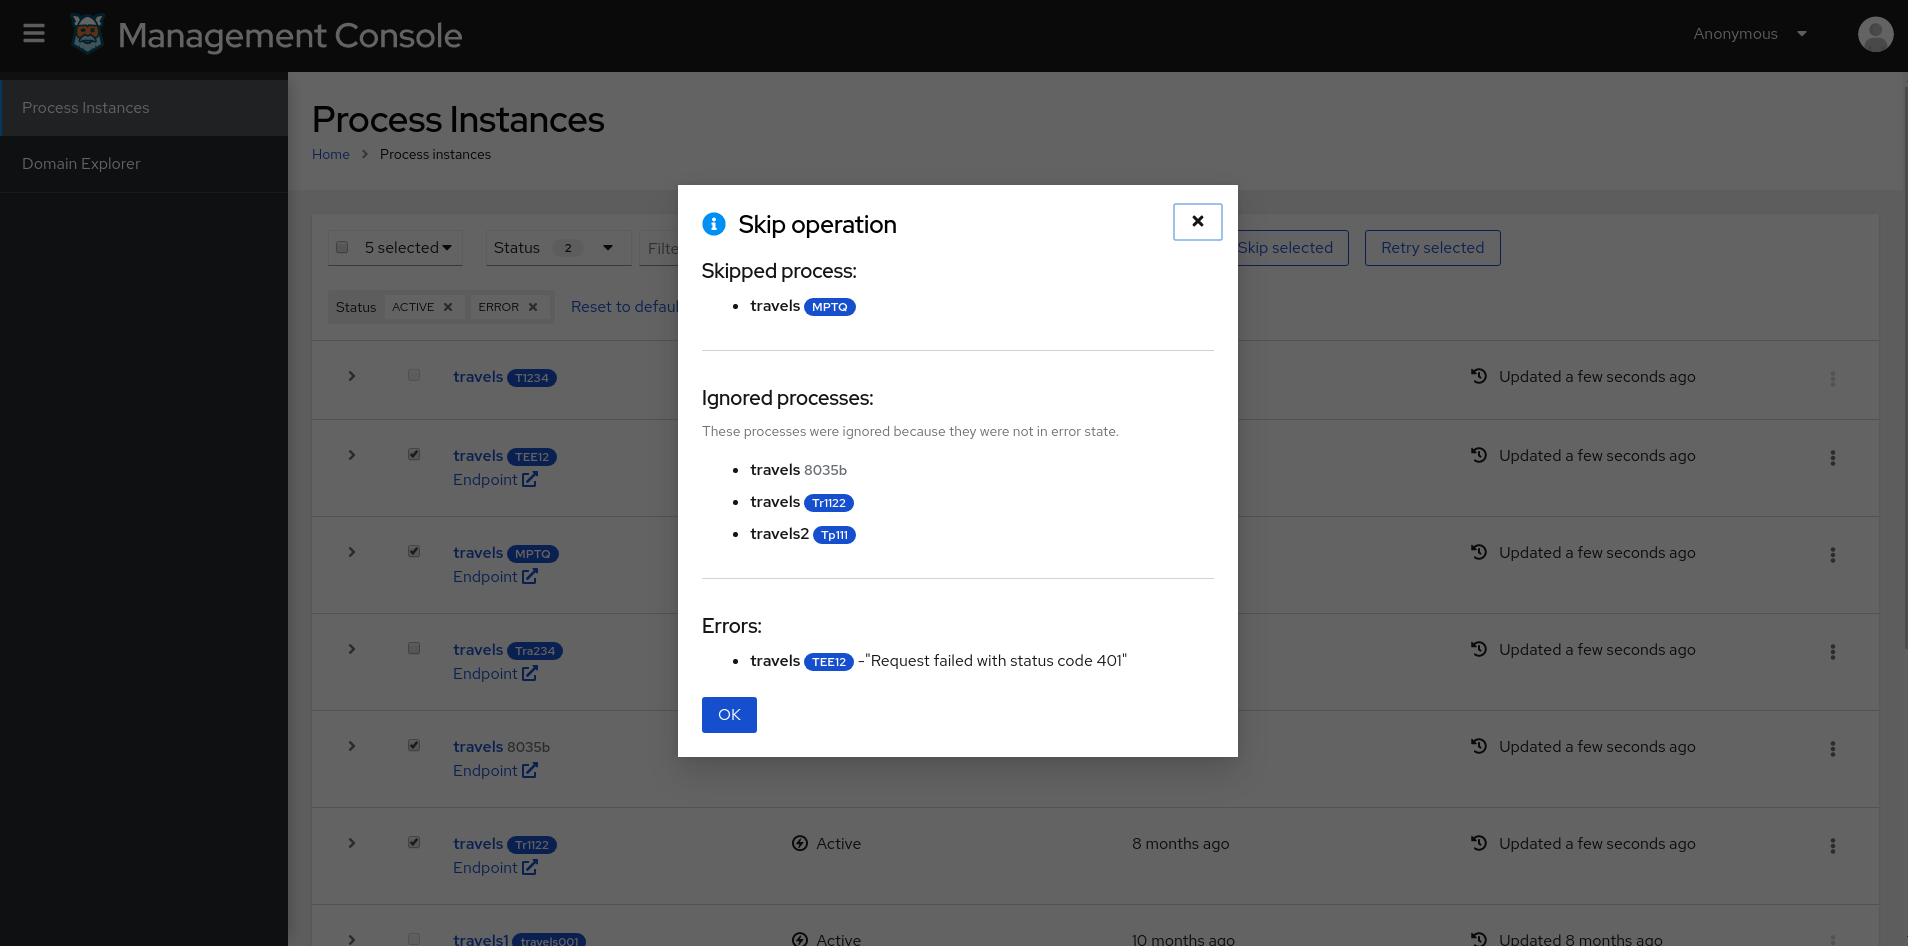 Management Console
Anonymous
Process Instances
Domain Explorer
Process Instances
Home > Process instances
5 selected
Status 2
Filte
Skip selected
Retry selected
Status ACTIVE ERROR
Reset to defaul
travels T1234
Updated a few seconds ago
travels TEE12
Endpoint
Updated a few seconds ago
travels MPTQ
Endpoint
Updated a few seconds ago
travels Tra234
Endpoint
Updated a few seconds ago
travels 8035b
Endpoint
Updated a few seconds ago
travels Tr1122
Endpoint
Active
8 months ago
Updated a few seconds ago
travels1 travels001
Active
10 months ago
Updated 8 months ago
Skip operation
Skipped process:
• travels MPTQ
Ignored processes:
These processes were ignored because they were not in error state.
• travels 8035b
• travels Tr1122
• travels2 Tp111
Errors:
• travels TEE12 -"Request failed with status code 401"
OK